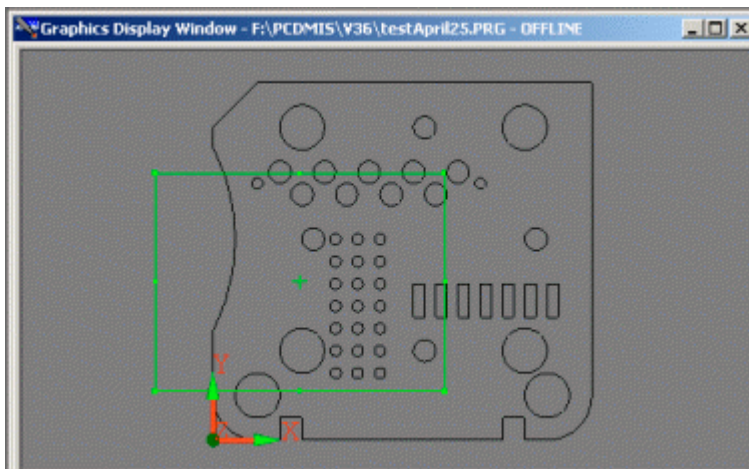 Graphics Display Window - F:\PCDMIS\V36\testApril25.PRG - OFFLINE
Y
Z X